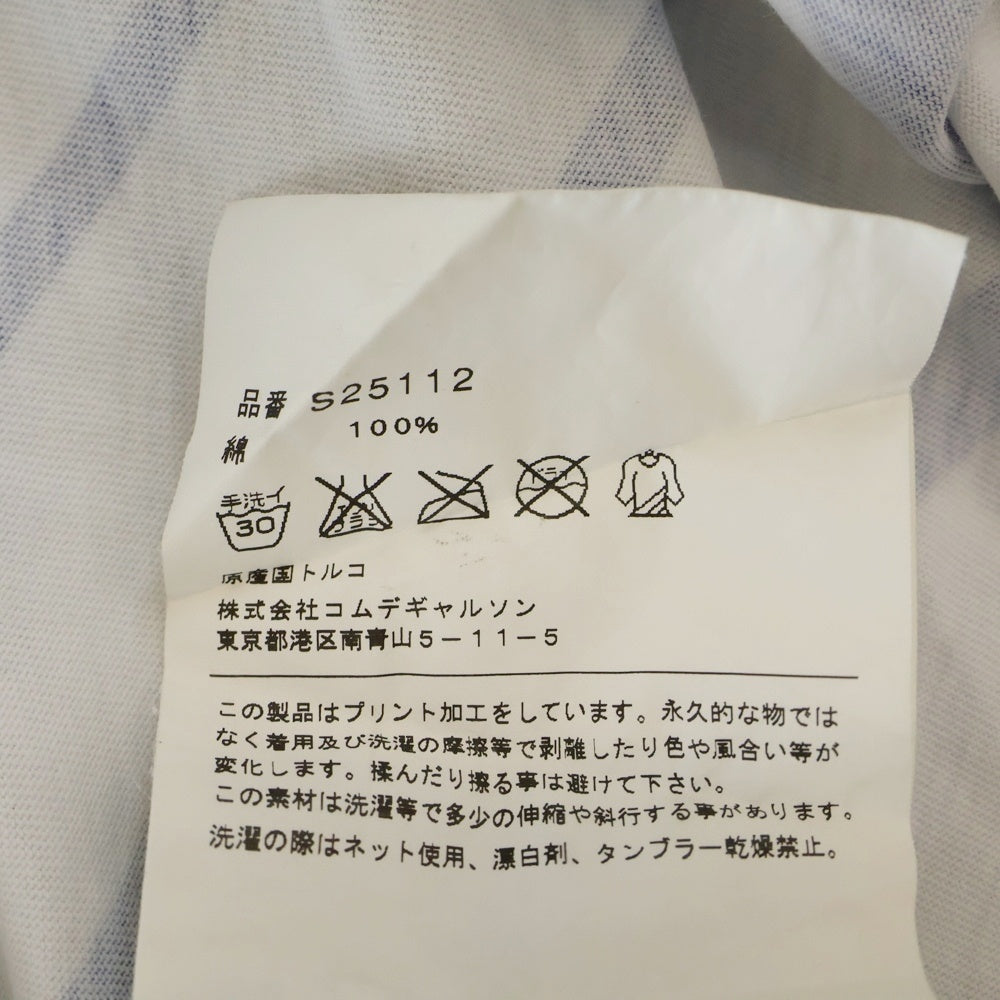 品番 S25112
綿 100%
手洗イ
30
ドライ
原産国トルコ
株式会社コムデギャルソン
東京都港区南青山5-11-5
この製品はプリント加工をしています。永久的な物では
なく着用及び洗濯の摩擦等で剥離したり色や風合い等が
変化します。揉んだり擦る事は避けて下さい。
この素材は洗濯等で多少の伸縮や斜行する事があります。
洗濯の際はネット使用、漂白剤、タンブラー乾燥禁止。